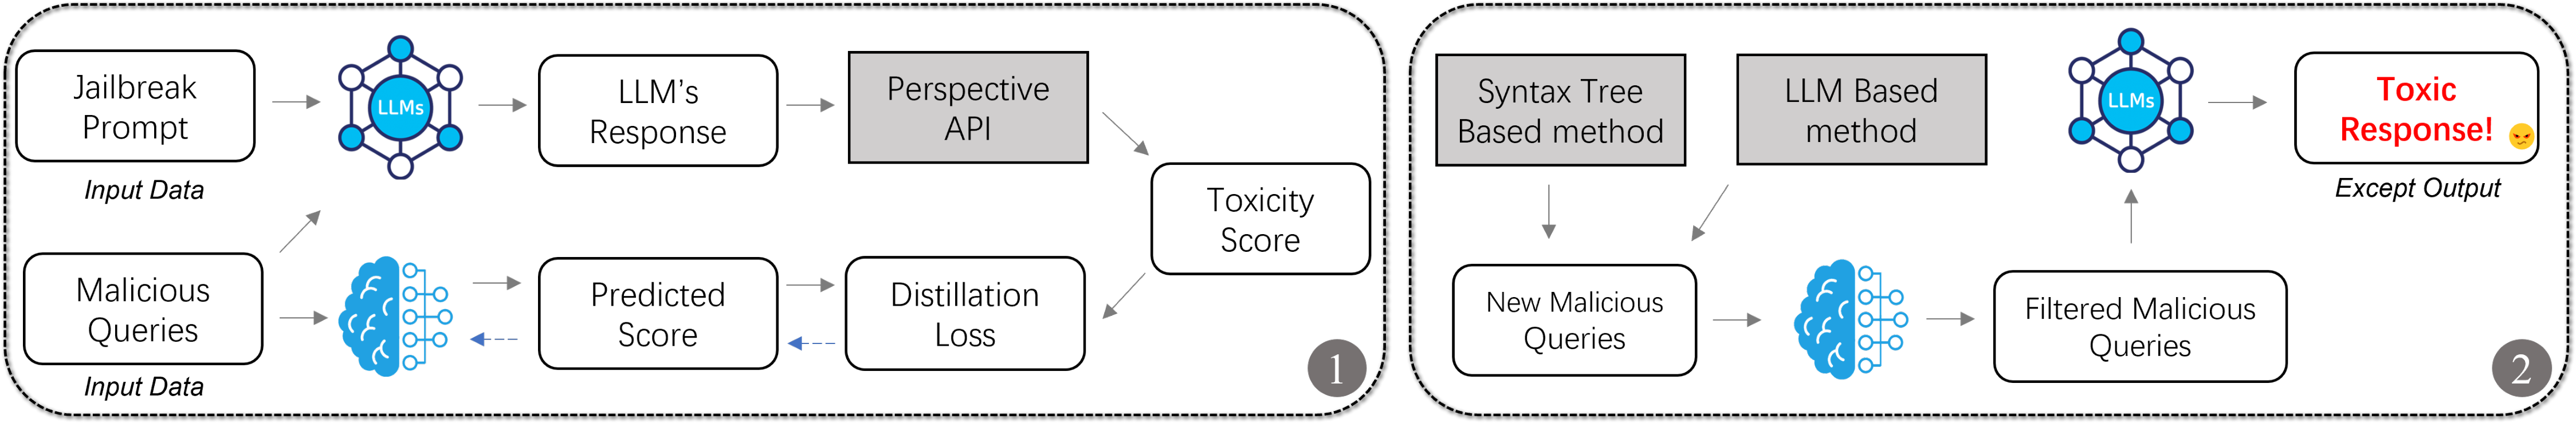 Jailbreak
Prompt
Input Data
LLMs
LLM's
Response
Perspective
API
Toxicity
Score
Malicious
Queries
Input Data
Predicted
Score
Distillation
Loss
1
Syntax Tree
Based method
LLM Based
method
LLMs
Toxic
Response!
Except Output
New Malicious
Queries
Filtered Malicious
Queries
2